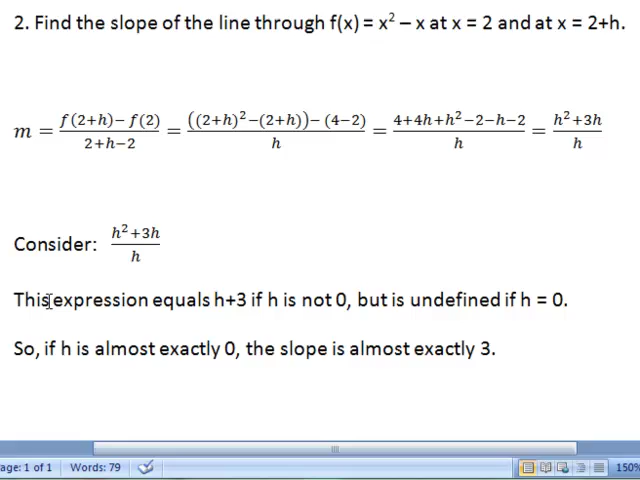 2. Find the slope of the line through f(x) = x² – x at x = 2 and at x = 2+h.
m = f(2+h)−f(2) / 2+h−2 = ((2+h)²−(2+h))−(4−2) / h = 4+4h+h²−2−h−2 / h = h²+3h / h
Consider: h²+3h / h
This expression equals h+3 if h is not 0, but is undefined if h = 0.
So, if h is almost exactly 0, the slope is almost exactly 3.
age: 1 of 1 Words: 79 150%